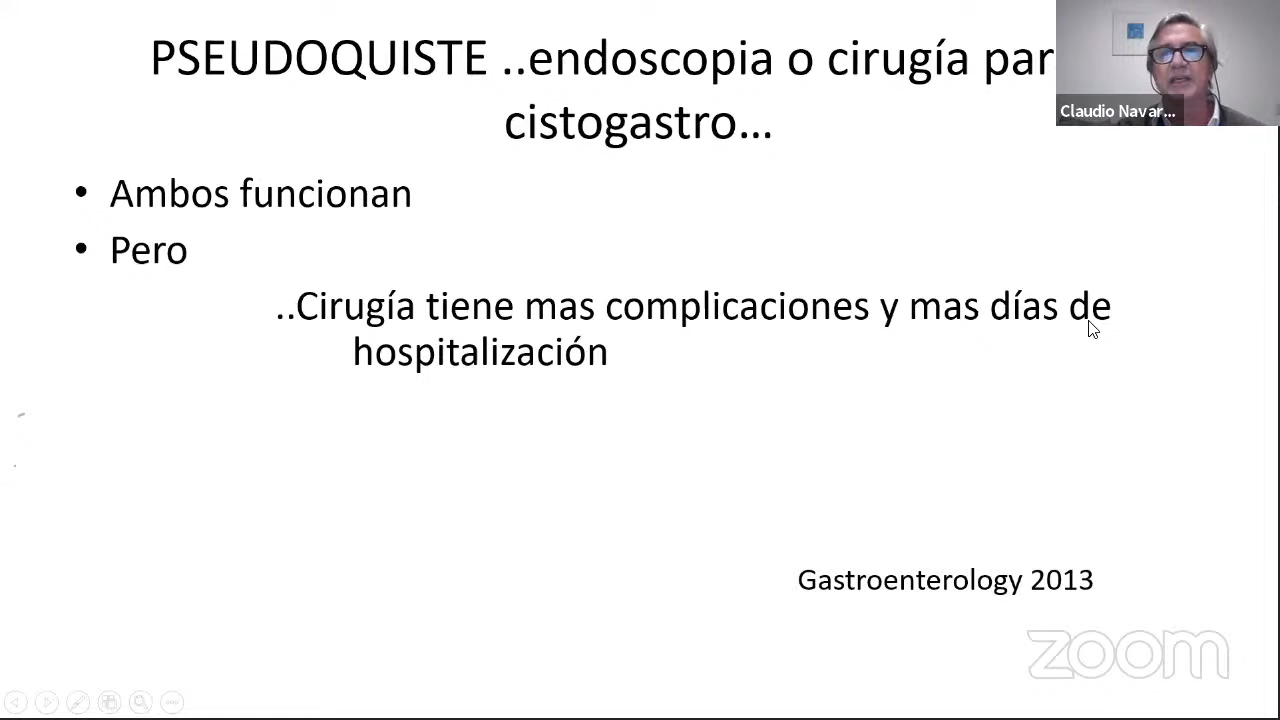 PSEUDOQUISTE ..endoscopia o cirugía par
cistogastro...
Claudio Navar...
• Ambos funcionan
• Pero
..Cirugía tiene mas complicaciones y mas días de
hospitalización
Gastroenterology 2013
zoom